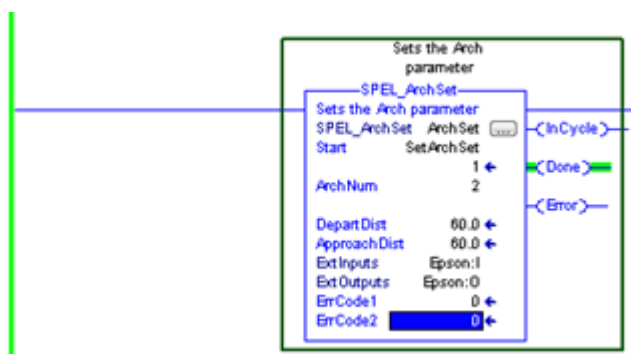 Sets the Arch
parameter
SPEL_ArchSet
Sets the Arch parameter
SPEL_ArchSet ArchSet ...
InCycle
Start SetArchSet
1
Done
ArchNum 2
Error
DepartDist 60.0
ApproachDist 60.0
ExtInputs Epson:I
ExtOutputs Epson:O
ErrCode1 0
ErrCode2 0